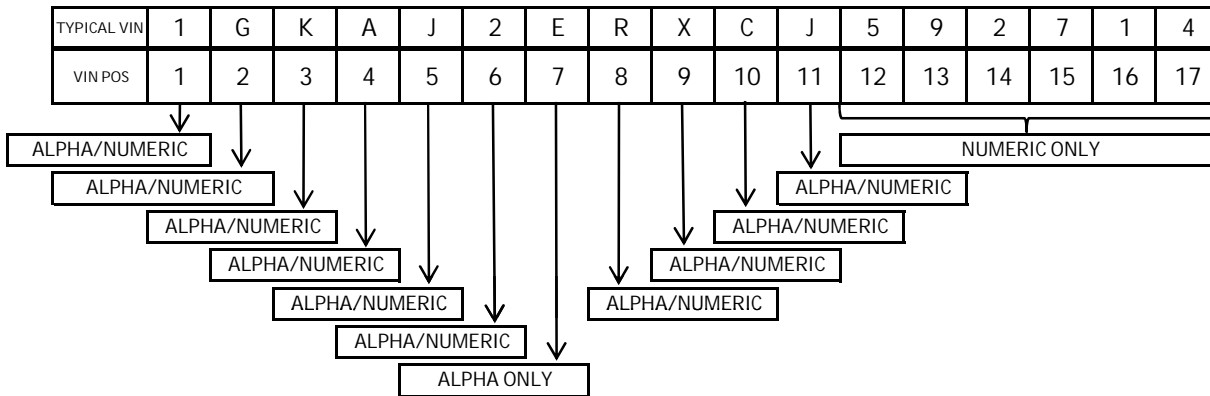 TYPICAL VIN 1 G K A J 2 E R X C J 5 9 2 7 1 4
VIN POS 1 2 3 4 5 6 7 8 9 10 11 12 13 14 15 16 17
ALPHA/NUMERIC NUMERIC ONLY
ALPHA/NUMERIC ALPHA/NUMERIC
ALPHA/NUMERIC ALPHA/NUMERIC
ALPHA/NUMERIC ALPHA/NUMERIC
ALPHA/NUMERIC ALPHA/NUMERIC
ALPHA/NUMERIC
ALPHA ONLY